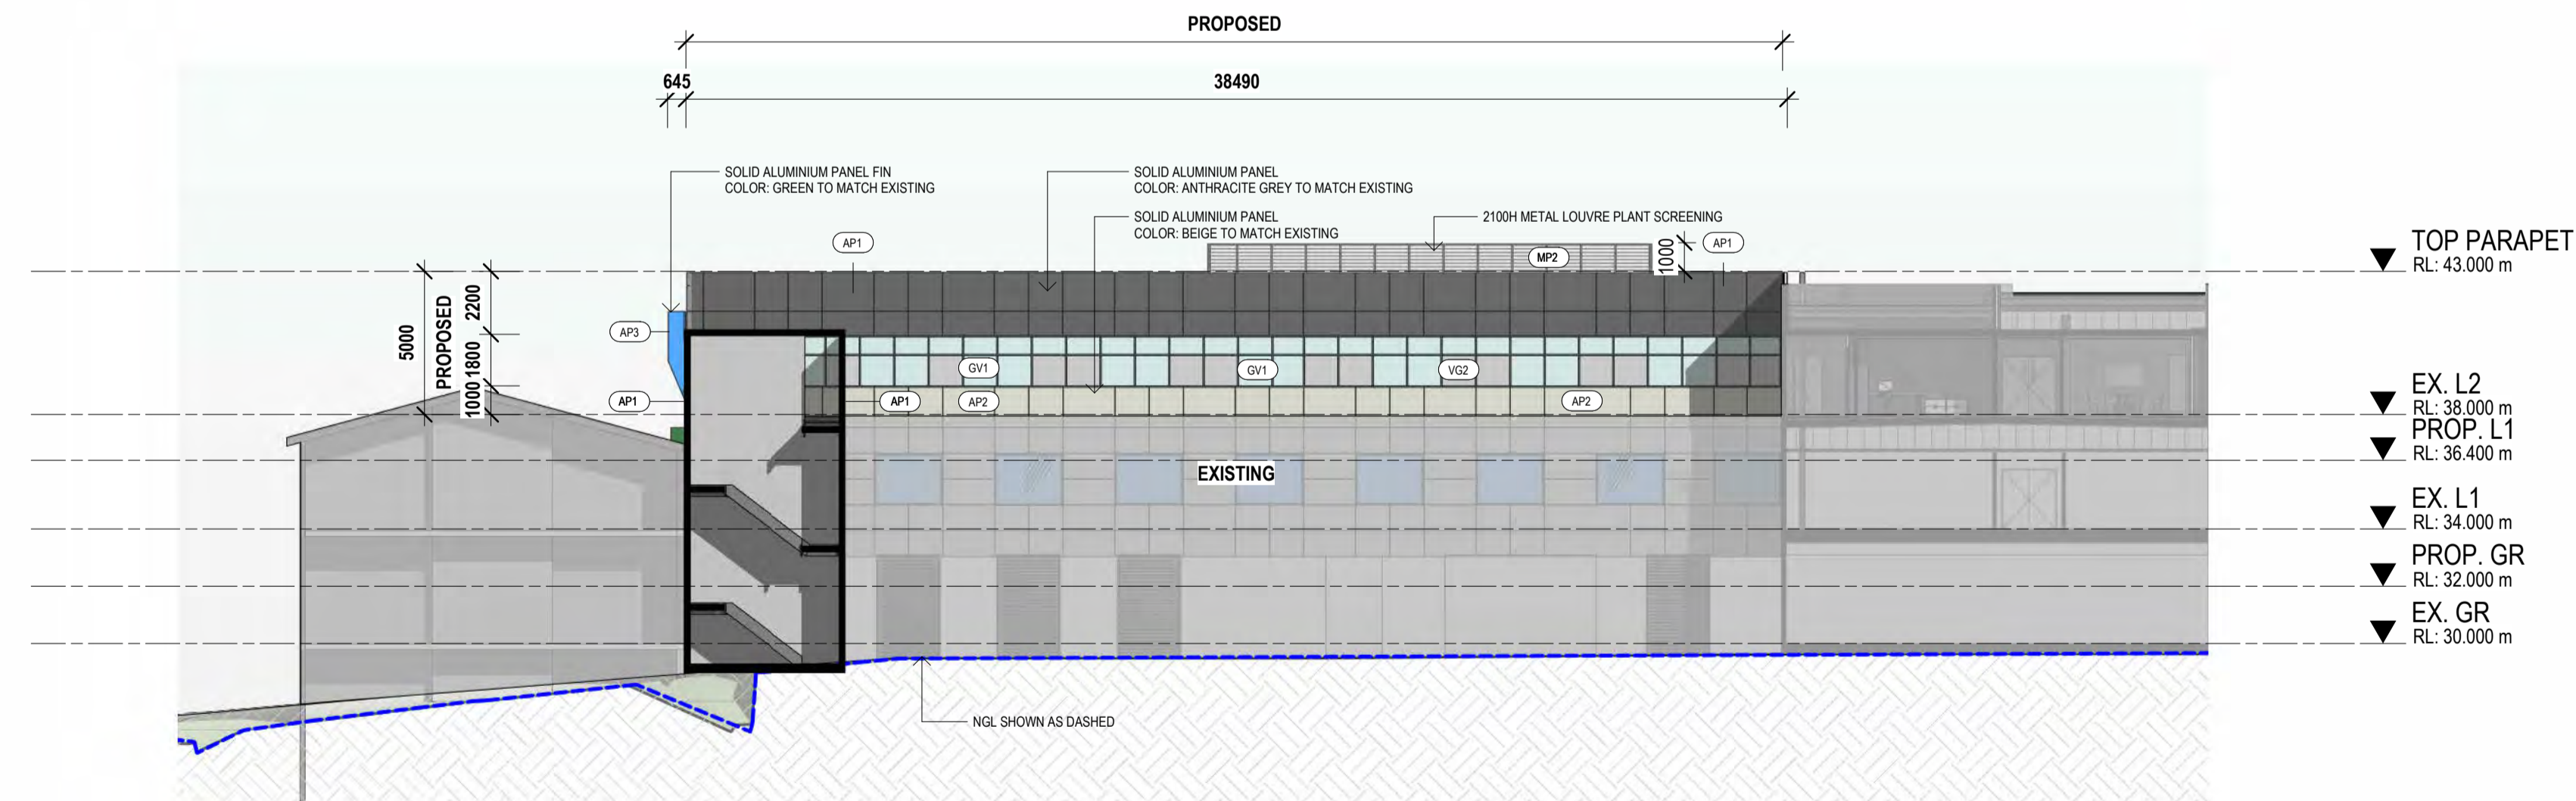 PROPOSED
645
38490
SOLID ALUMINIUM PANEL FIN
COLOR: GREEN TO MATCH EXISTING
SOLID ALUMINIUM PANEL
COLOR: ANTHRACITE GREY TO MATCH EXISTING
SOLID ALUMINIUM PANEL
COLOR: BEIGE TO MATCH EXISTING
2100H METAL LOUVRE PLANT SCREENING
AP1
MP2
1000
AP1
TOP PARAPET
RL: 43.000 m
5000
PROPOSED
2200
1800
1000
AP3
GV1
GV1
VG2
AP1
AP1
AP2
AP2
EX. L2
RL: 38.000 m
PROP. L1
RL: 36.400 m
EXISTING
EX. L1
RL: 34.000 m
PROP. GR
RL: 32.000 m
EX. GR
RL: 30.000 m
NGL SHOWN AS DASHED